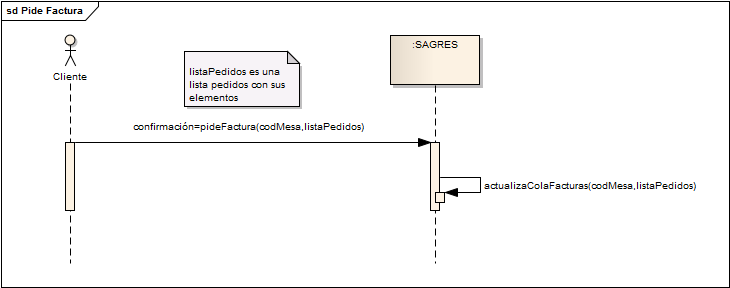 sd Pide Factura
:SAGRES
Cliente
listaPedidos es una
lista pedidos con sus
elementos
confirmación=pideFactura(codMesa,listaPedidos)
actualizaColaFacturas(codMesa,listaPedidos)